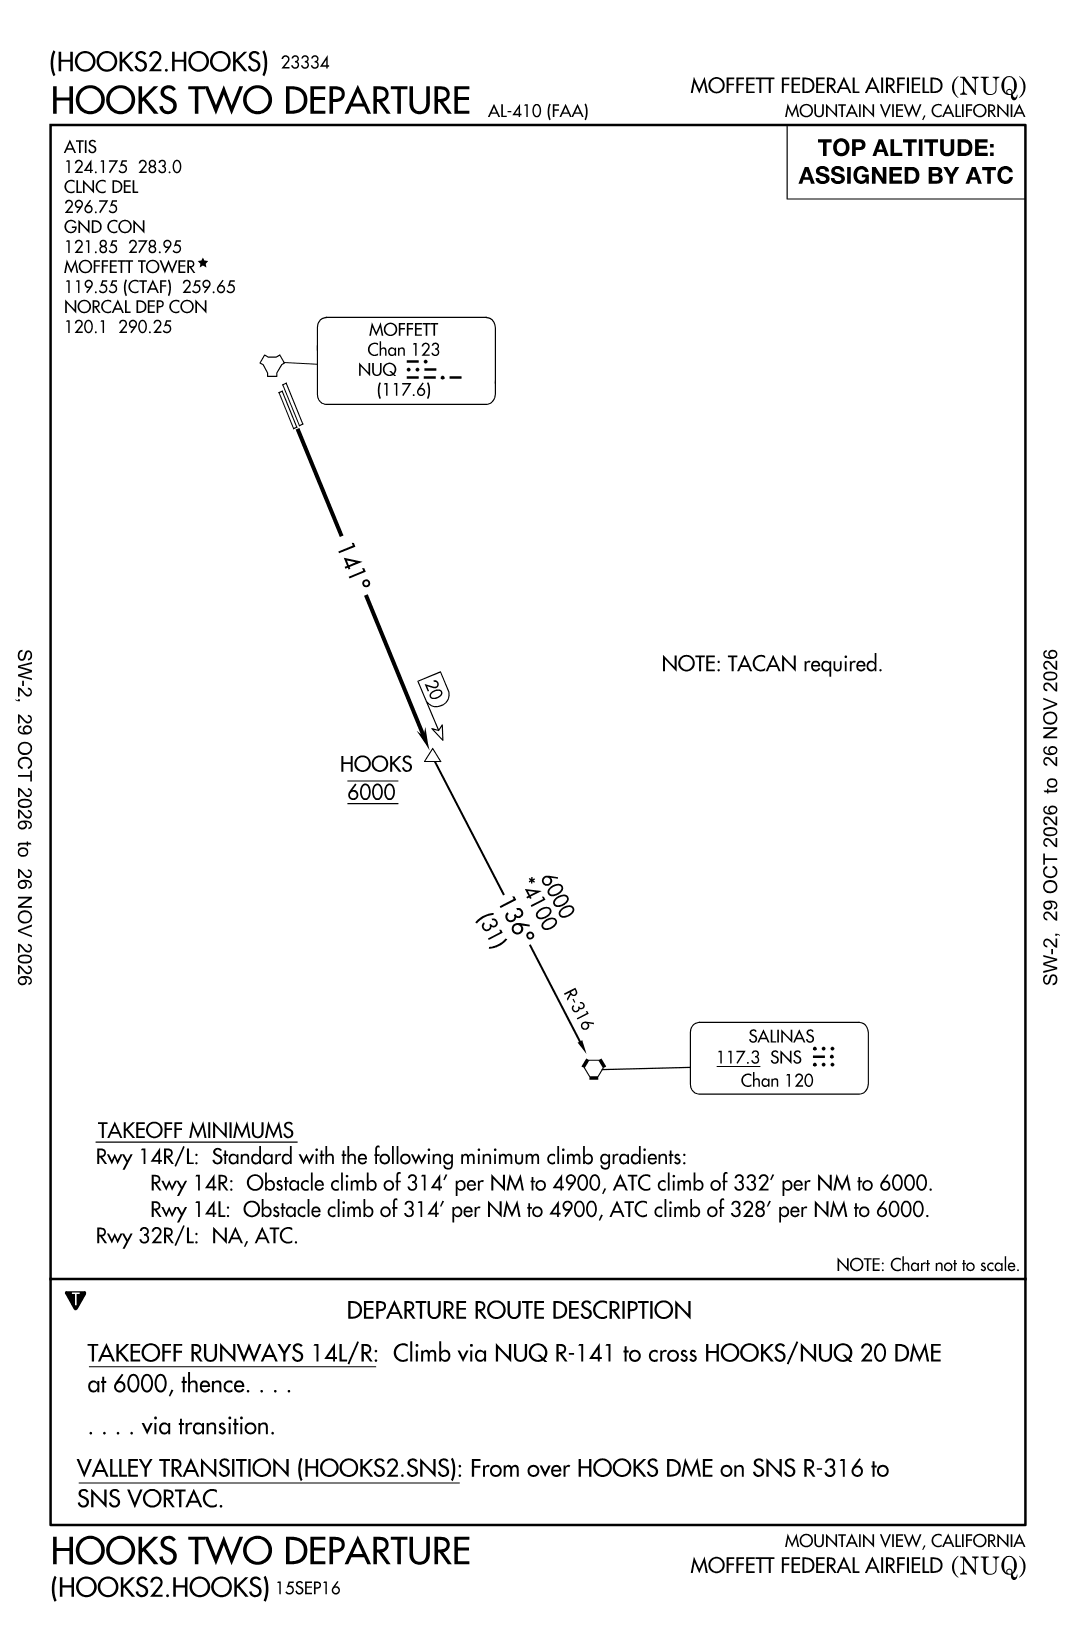 (HOOKS2.HOOKS) 23334
HOOKS TWO DEPARTURE AL-410 (FAA)
MOFFETT FEDERAL AIRFIELD (NUQ)
MOUNTAIN VIEW, CALIFORNIA
TOP ALTITUDE:
ASSIGNED BY ATC
ATIS
124.175 283.0
CLNC DEL
296.75
GND CON
121.85 278.95
MOFFETT TOWER★
119.55 (CTAF) 259.65
NORCAL DEP CON
120.1 290.25
MOFFETT
Chan 123
NUQ
(117.6)
141°
20
NOTE: TACAN required.
HOOKS
6000
6000
*4100
136°
(31)
R-316
SALINAS
117.3 SNS
Chan 120
SW-2, 29 OCT 2026 to 26 NOV 2026
SW-2, 29 OCT 2026 to 26 NOV 2026
TAKEOFF MINIMUMS
Rwy 14R/L: Standard with the following minimum climb gradients:
Rwy 14R: Obstacle climb of 314' per NM to 4900, ATC climb of 332' per NM to 6000.
Rwy 14L: Obstacle climb of 314' per NM to 4900, ATC climb of 328' per NM to 6000.
Rwy 32R/L: NA, ATC.
NOTE: Chart not to scale.
T
DEPARTURE ROUTE DESCRIPTION
TAKEOFF RUNWAYS 14L/R: Climb via NUQ R-141 to cross HOOKS/NUQ 20 DME
at 6000, thence. . . .
. . . . via transition.
VALLEY TRANSITION (HOOKS2.SNS): From over HOOKS DME on SNS R-316 to
SNS VORTAC.
HOOKS TWO DEPARTURE
(HOOKS2.HOOKS) 15SEP16
MOUNTAIN VIEW, CALIFORNIA
MOFFETT FEDERAL AIRFIELD (NUQ)